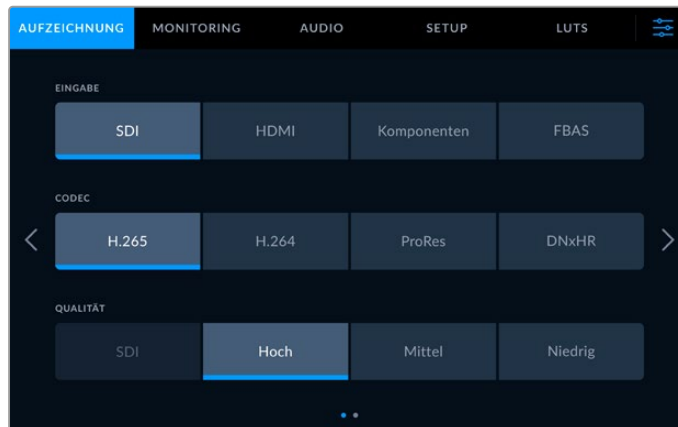 AUFZEICHNUNG MONITORING AUDIO SETUP LUTS
EINGABE
SDI HDMI Komponenten FBAS
CODEC
H.265 H.264 ProRes DNxHR
QUALITÄT
SDI Hoch Mittel Niedrig